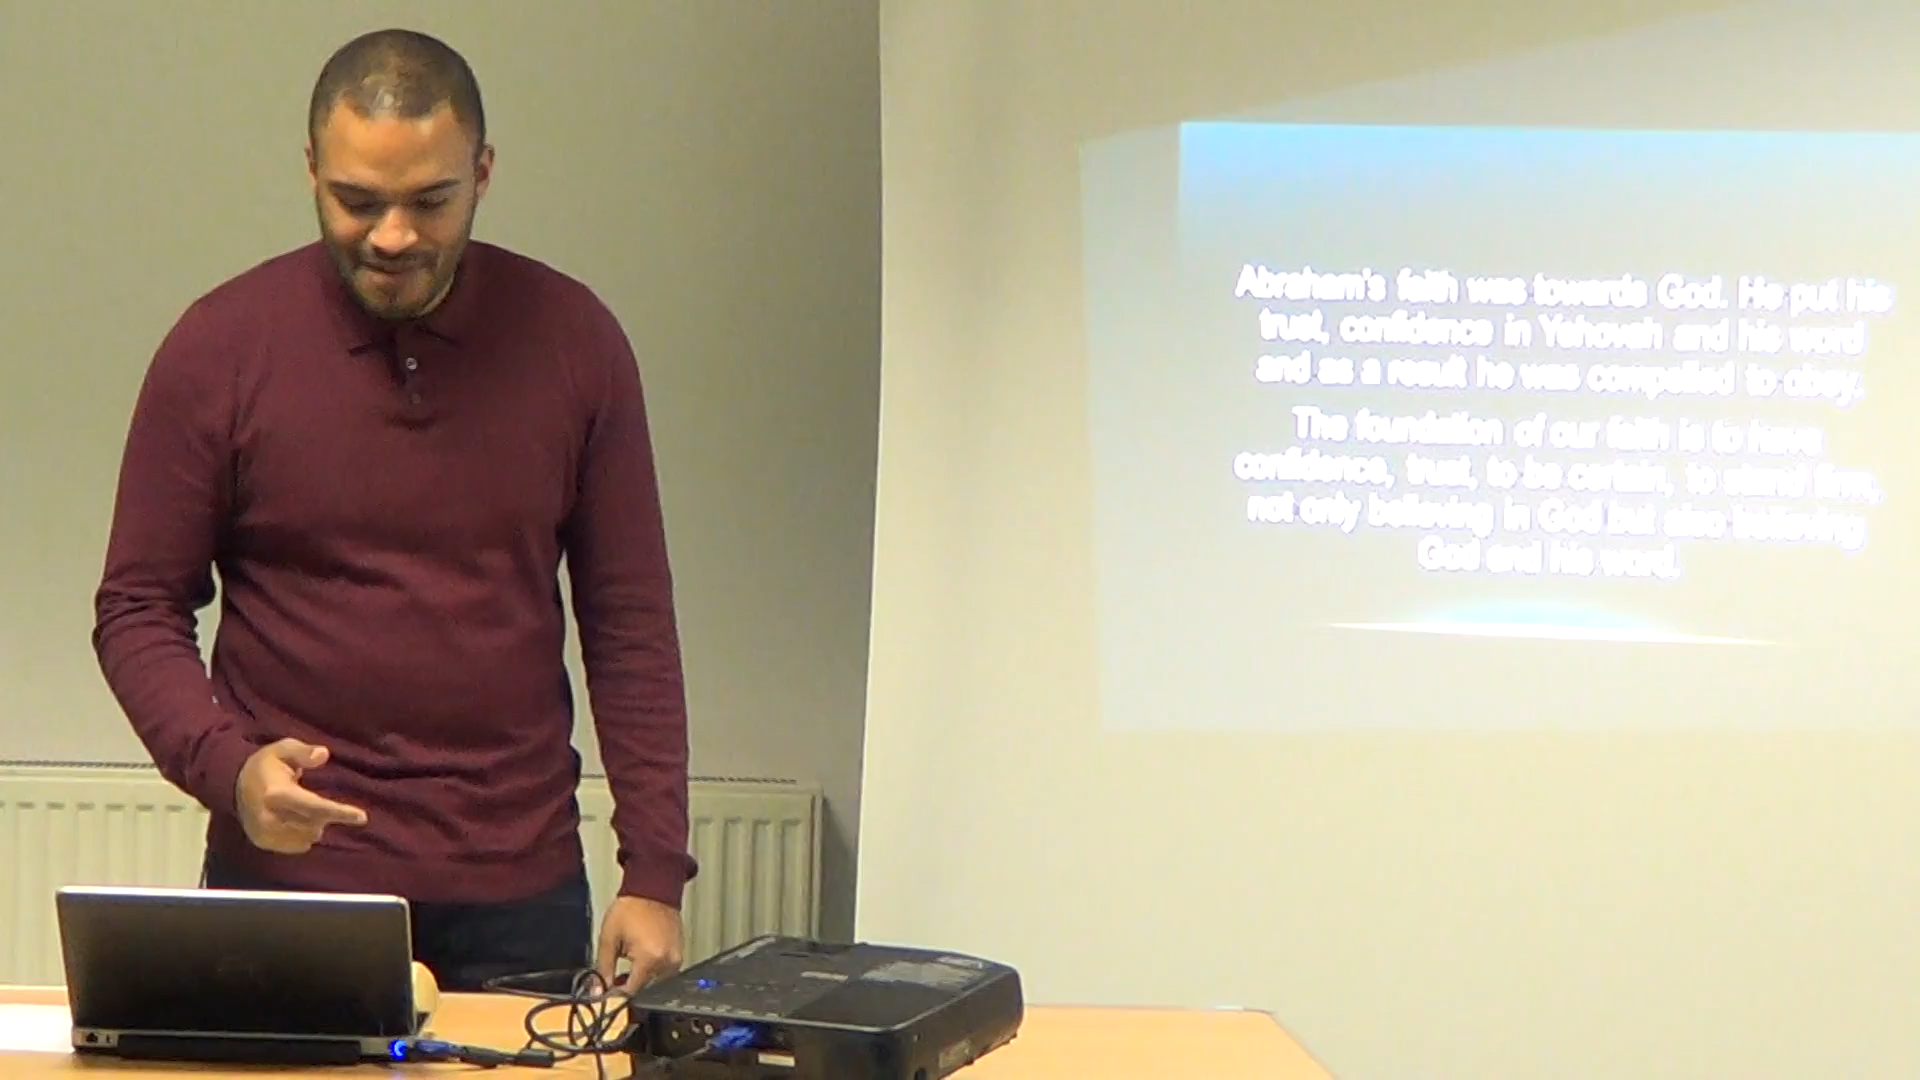 Abraham's faith was towards God. He put his
trust, confidence in Yehovah and his word
and as a result he was compelled to obey.
The foundation of our faith is to have
confidence, trust, to be certain, to stand firm,
not only believing in God but also believing
God and his word.